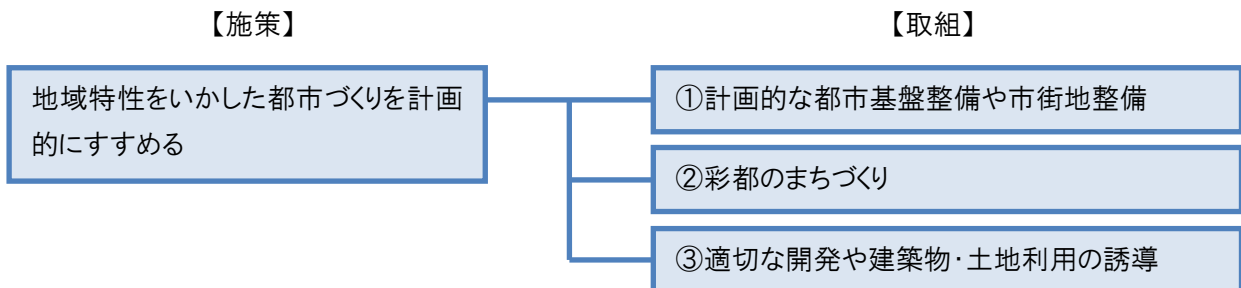 【施策】
【取組】
地域特性をいかした都市づくりを計画
的にすすめる
①計画的な都市基盤整備や市街地整備
②彩都のまちづくり
③適切な開発や建築物・土地利用の誘導